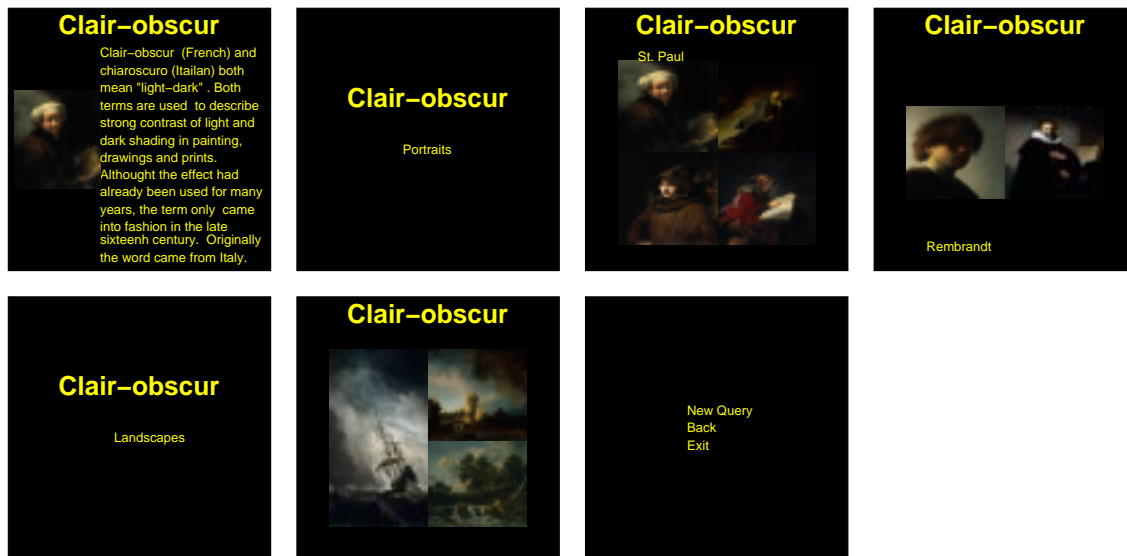 Clair−obscur
Clair−obscur (French) and
chiaroscuro (Itailan) both
mean "light−dark" . Both
terms are used to describe
strong contrast of light and
dark shading in painting,
drawings and prints.
Althought the effect had
already been used for many
years, the term only came
into fashion in the late
sixteenh century. Originally
the word came from Italy.
Clair−obscur
Portraits
Clair−obscur
St. Paul
Clair−obscur
Rembrandt
Clair−obscur
Landscapes
Clair−obscur
New Query
Back
Exit